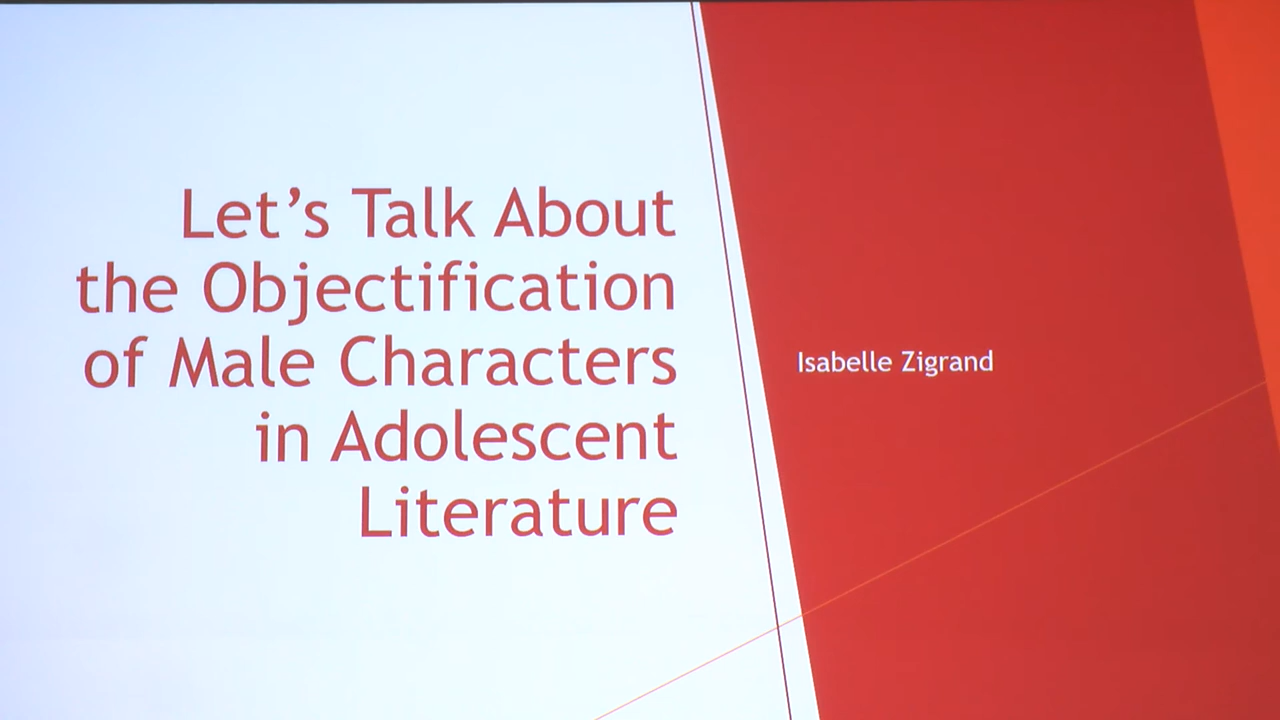 Let’s Talk About
the Objectification
of Male Characters
in Adolescent
Literature
Isabelle Zigrand